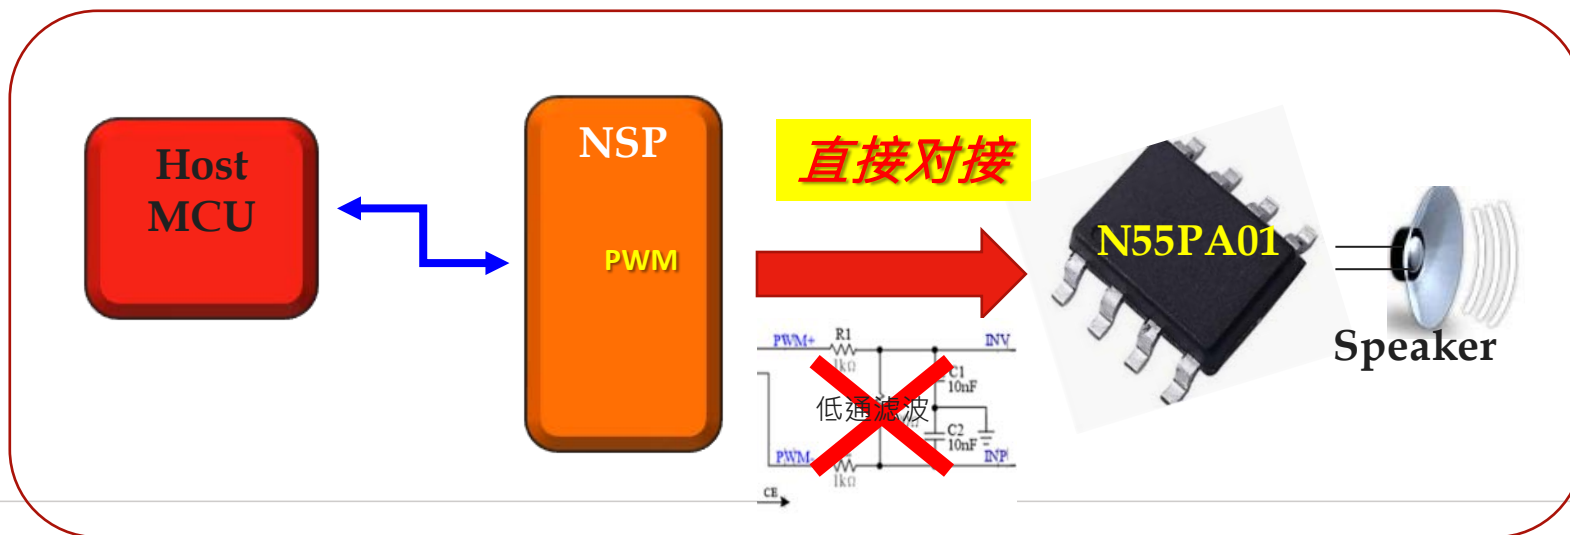 Host
MCU
NSP
PWM
直接对接
N55PA01
Speaker
PWM+
R1
1kΩ
INV
C1
10nF
低通滤波
C2
10nF
PWM-
1kΩ
INP
CE